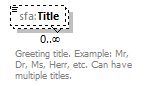 sfa:Title
0..∞
Greeting title. Example: Mr,
Dr, Ms, Herr, etc. Can have
multiple titles.